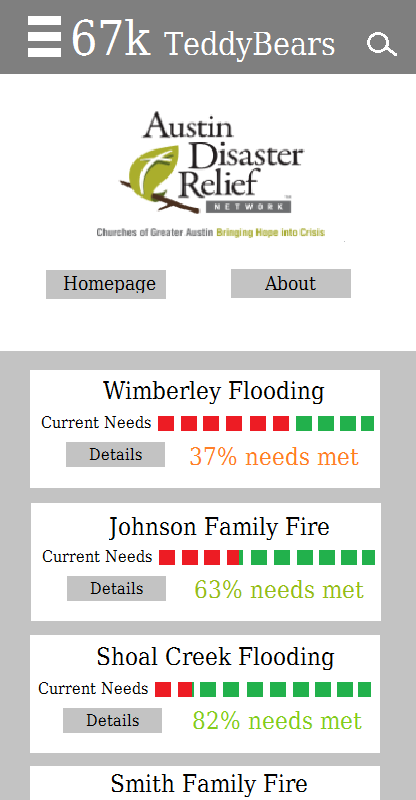 67k TeddyBears
Austin
Disaster
Relief
NETWORK
Churches of Greater Austin Bringing Hope into Crisis
Homepage
About
Wimberley Flooding
Current Needs
Details
37% needs met
Johnson Family Fire
Current Needs
Details
63% needs met
Shoal Creek Flooding
Current Needs
Details
82% needs met
Smith Family Fire